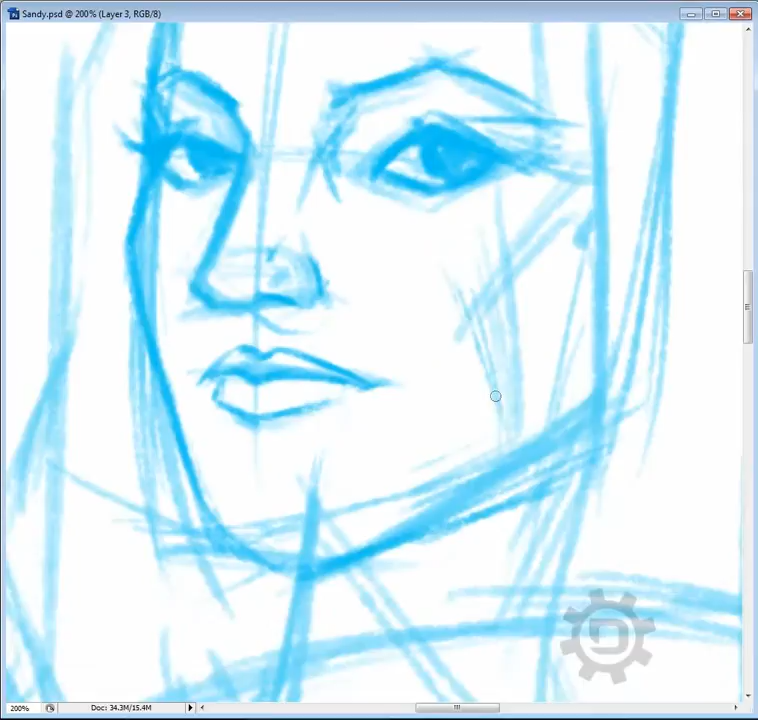 Sandy.psd @ 200% (Layer 3, RGB/8)
200%
Doc: 34.3M/15.4M